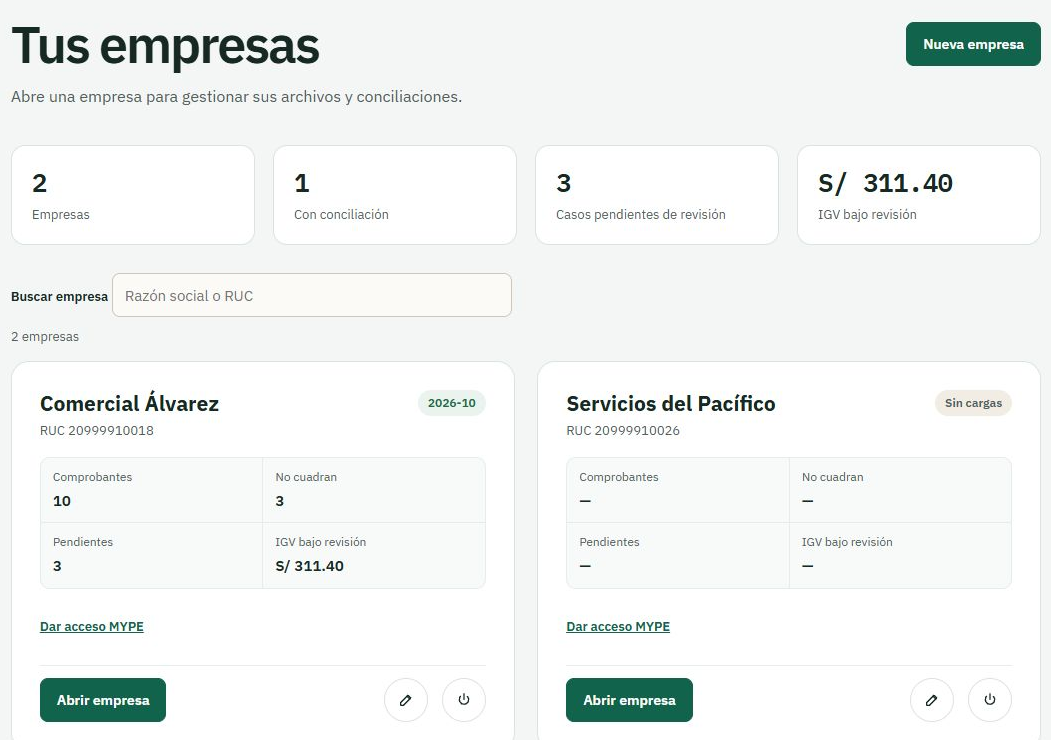 Tus empresas
Nueva empresa
Abre una empresa para gestionar sus archivos y conciliaciones.
2
Empresas
1
Con conciliación
3
Casos pendientes de revisión
S/ 311.40
IGV bajo revisión
Buscar empresa
Razón social o RUC
2 empresas
Comercial Álvarez
2026-10
RUC 20999910018
Comprobantes
10
No cuadran
3
Pendientes
3
IGV bajo revisión
S/ 311.40
Dar acceso MYPE
Abrir empresa
Servicios del Pacífico
Sin cargas
RUC 20999910026
Comprobantes
—
No cuadran
—
Pendientes
—
IGV bajo revisión
—
Dar acceso MYPE
Abrir empresa